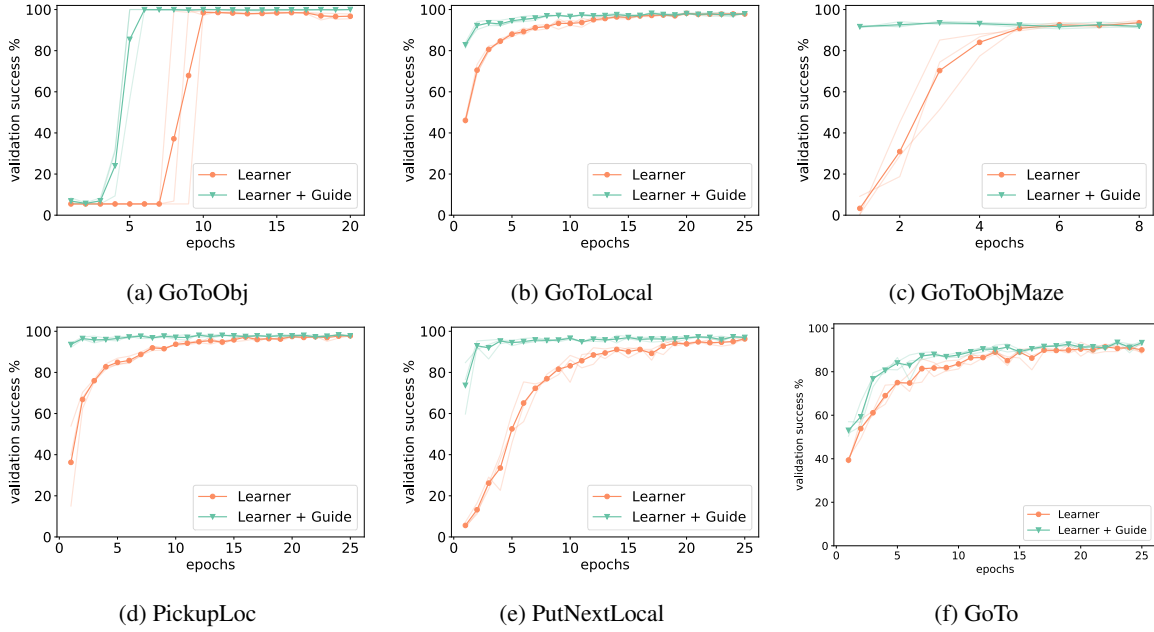 validation success %
100
80
60
40
20
0
Learner
Learner + Guide
5 10 15 20
epochs
(a) GoToObj
validation success %
100
80
60
40
20
0
Learner
Learner + Guide
0 5 10 15 20 25
epochs
(b) GoToLocal
validation success %
100
80
60
40
20
0
Learner
Learner + Guide
2 4 6 8
epochs
(c) GoToObjMaze
validation success %
100
80
60
40
20
0
Learner
Learner + Guide
0 5 10 15 20 25
epochs
(d) PickupLoc
validation success %
100
80
60
40
20
0
Learner
Learner + Guide
0 5 10 15 20 25
epochs
(e) PutNextLocal
validation success %
100
80
60
40
20
0
Learner
Learner + Guide
0 5 10 15 20 25
epochs
(f) GoTo